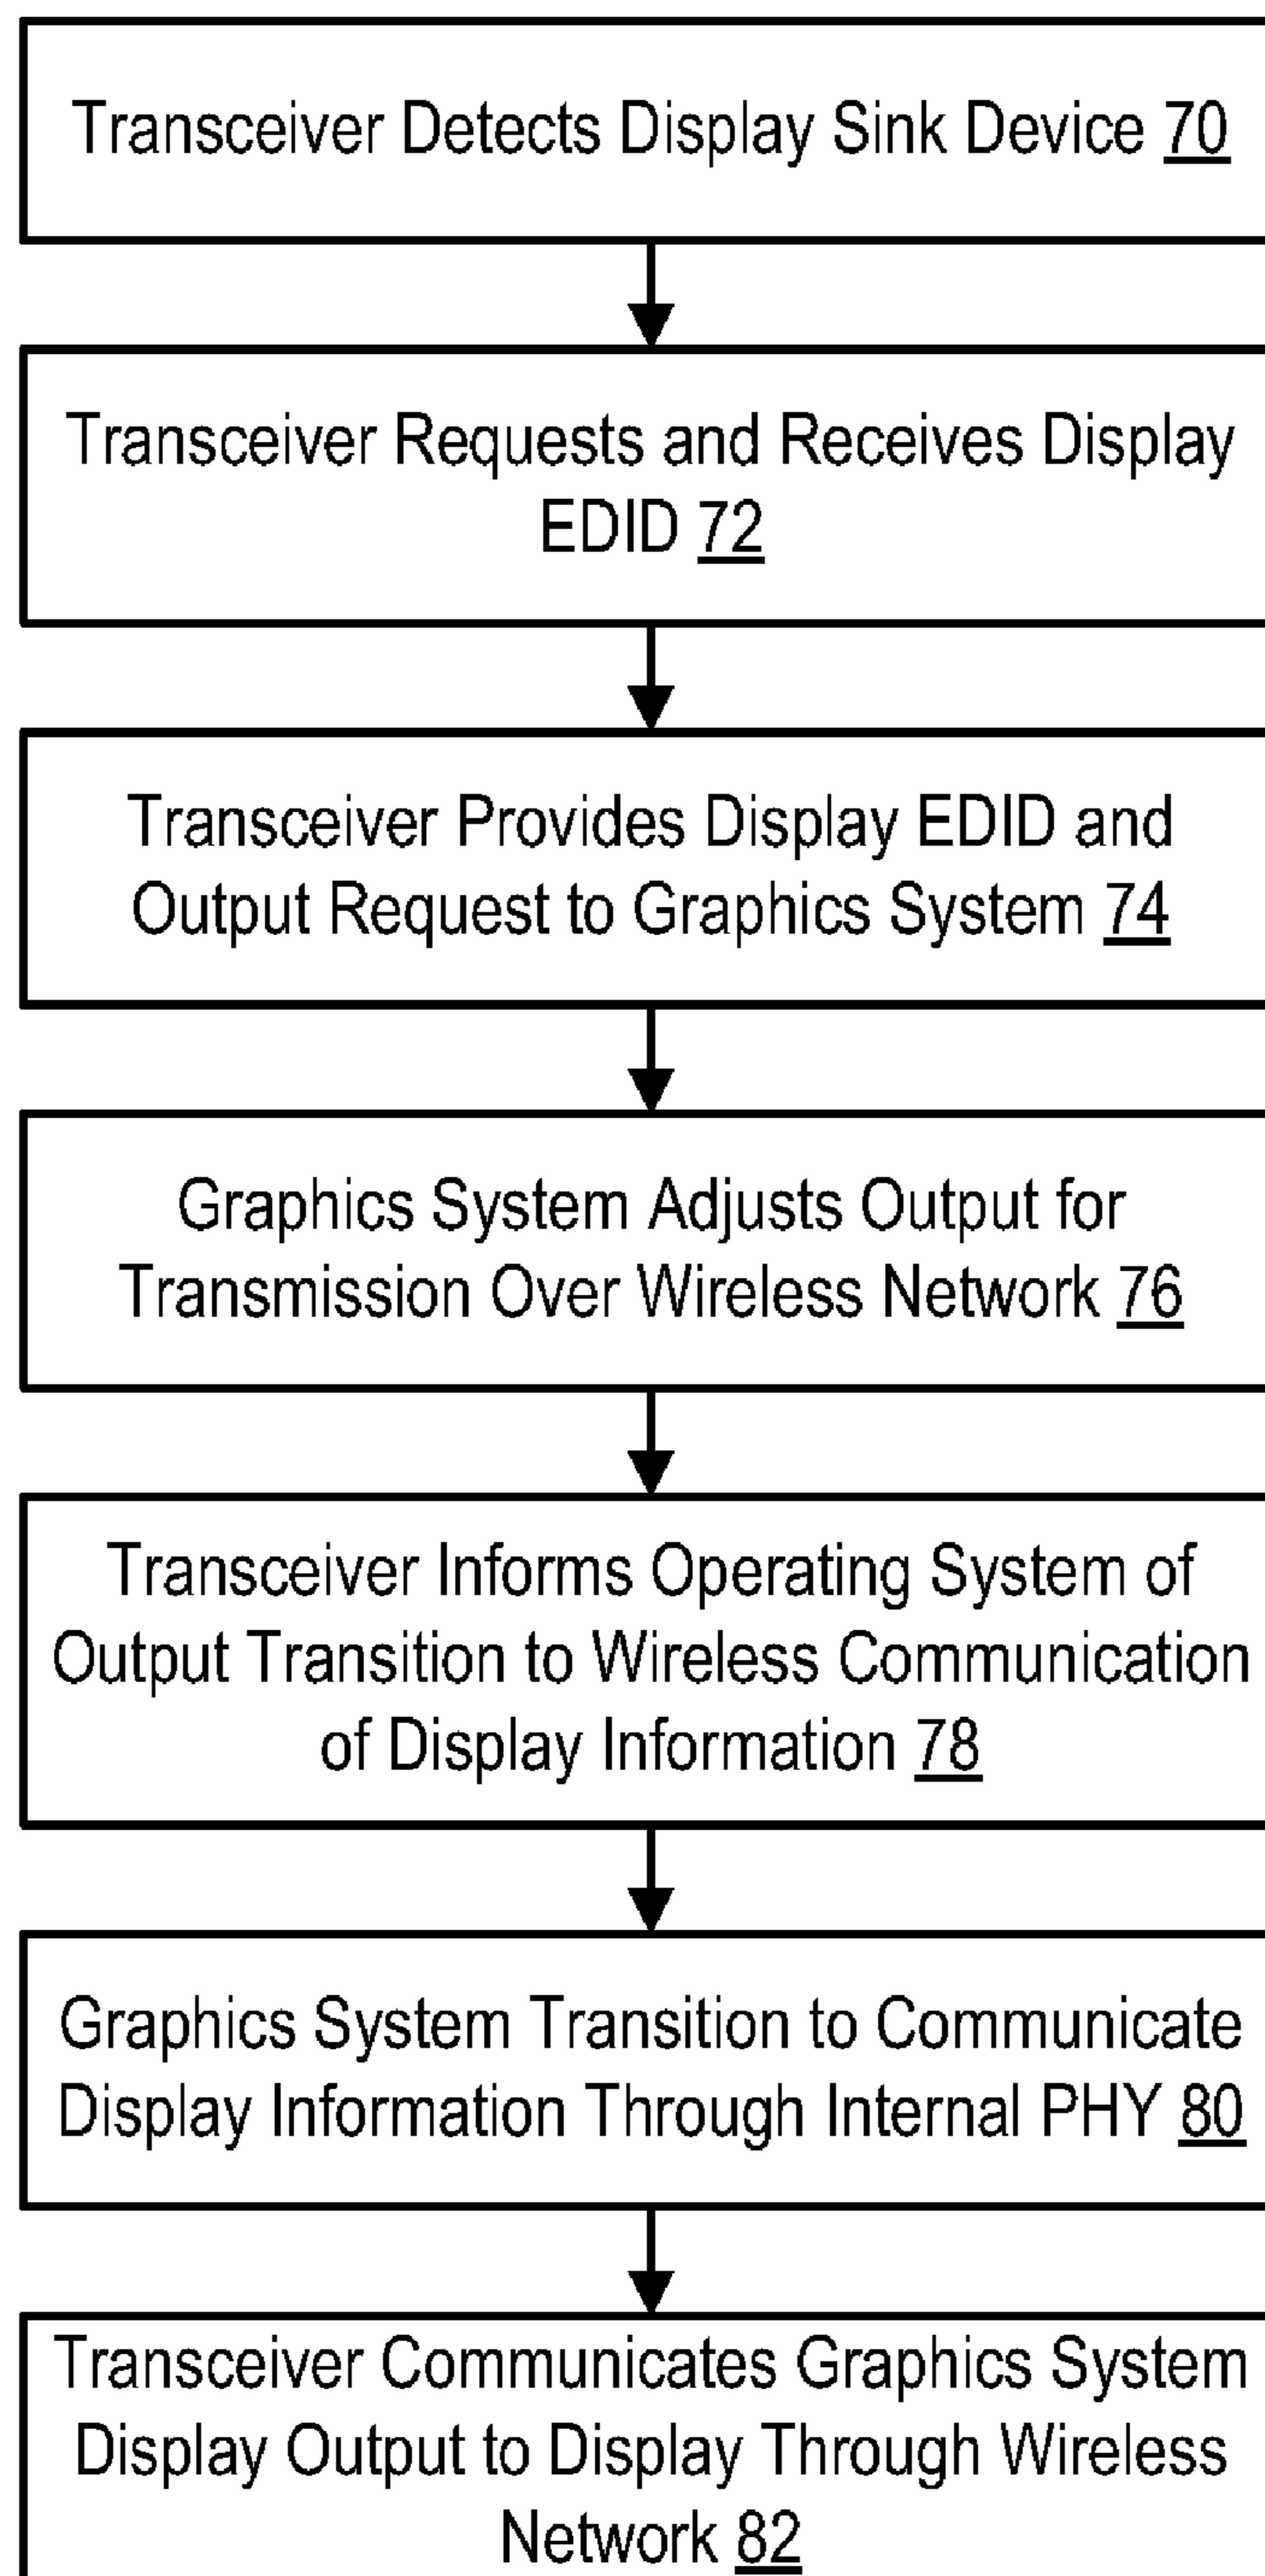 Transceiver Detects Display Sink Device 70
Transceiver Requests and Receives Display
EDID 72
Transceiver Provides Display EDID and
Output Request to Graphics System 74
Graphics System Adjusts Output for
Transmission Over Wireless Network 76
Transceiver Informs Operating System of
Output Transition to Wireless Communication
of Display Information 78
Graphics System Transition to Communicate
Display Information Through Internal PHY 80
Transceiver Communicates Graphics System
Display Output to Display Through Wireless
Network 82